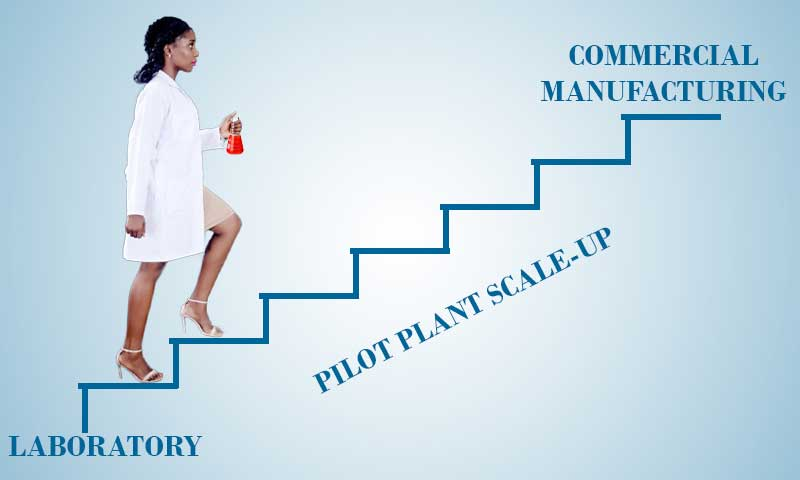 COMMERCIAL
MANUFACTURING
PILOT PLANT SCALE-UP
LABORATORY